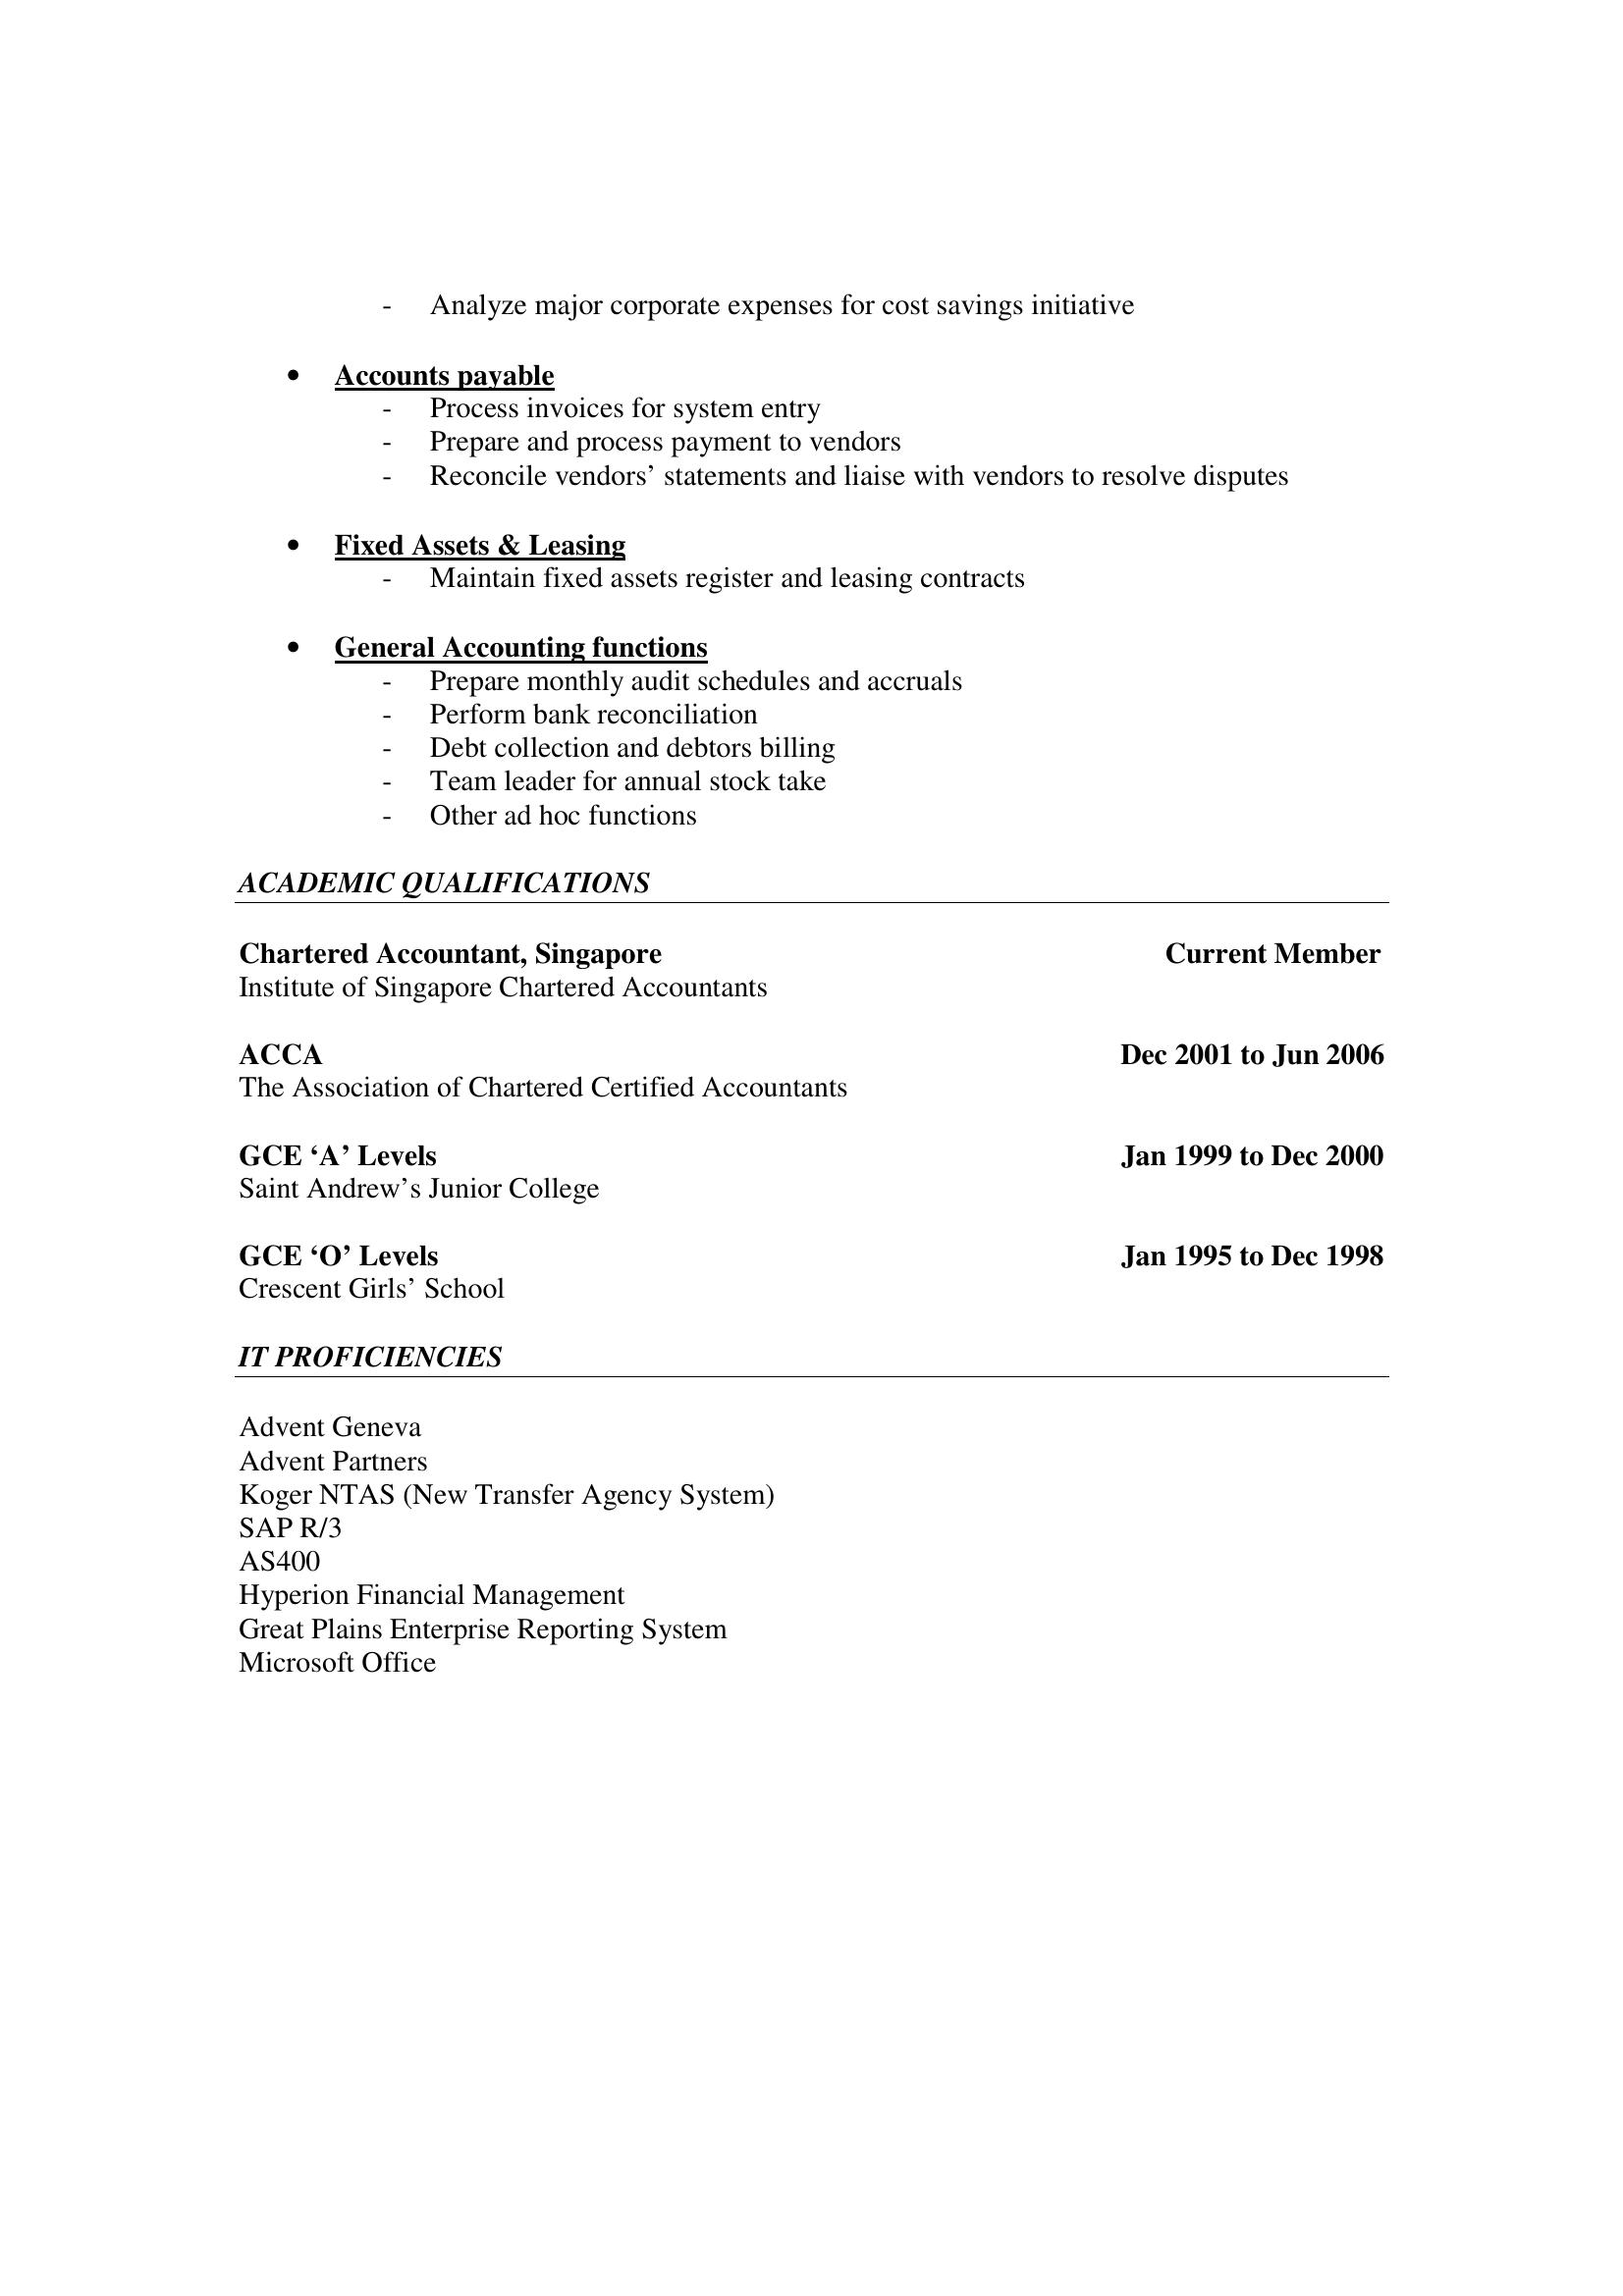 - Analyze major corporate expenses for cost savings initiative
• Accounts payable
- Process invoices for system entry
- Prepare and process payment to vendors
- Reconcile vendors’ statements and liaise with vendors to resolve disputes
• Fixed Assets & Leasing
- Maintain fixed assets register and leasing contracts
• General Accounting functions
- Prepare monthly audit schedules and accruals
- Perform bank reconciliation
- Debt collection and debtors billing
- Team leader for annual stock take
- Other ad hoc functions
ACADEMIC QUALIFICATIONS
Chartered Accountant, Singapore Current Member
Institute of Singapore Chartered Accountants
ACCA Dec 2001 to Jun 2006
The Association of Chartered Certified Accountants
GCE ‘A’ Levels Jan 1999 to Dec 2000
Saint Andrew’s Junior College
GCE ‘O’ Levels Jan 1995 to Dec 1998
Crescent Girls’ School
IT PROFICIENCIES
Advent Geneva
Advent Partners
Koger NTAS (New Transfer Agency System)
SAP R/3
AS400
Hyperion Financial Management
Great Plains Enterprise Reporting System
Microsoft Office